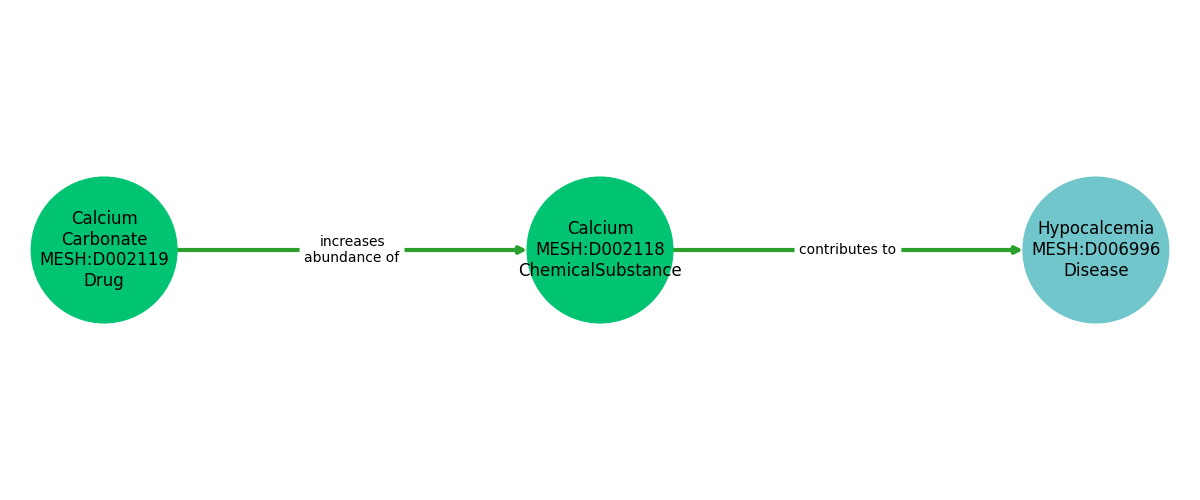 Calcium
Carbonate
MESH:D002119
Drug
increases
abundance of
Calcium
MESH:D002118
ChemicalSubstance
contributes to
Hypocalcemia
MESH:D006996
Disease